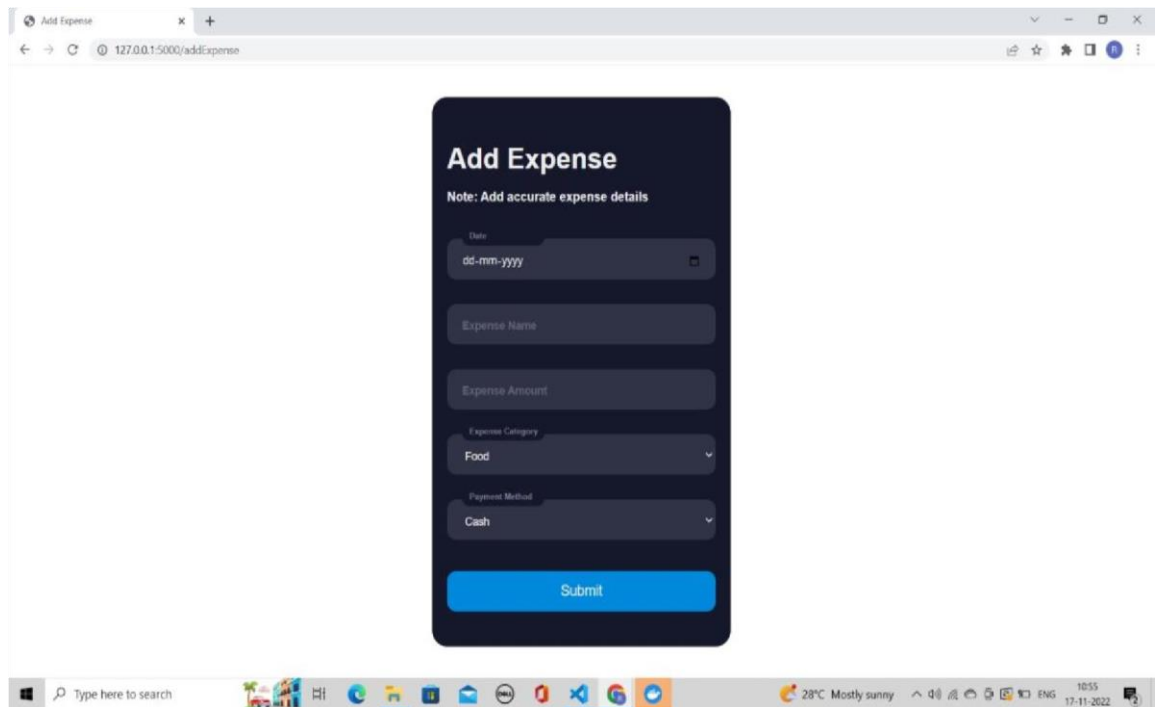 Add Expense
127.0.0.1:5000/addExpense
R
Add Expense
Note: Add accurate expense details
Date
dd-mm-yyyy
Expense Name
Expense Amount
Expense Category
Food
Payment Method
Cash
Submit
Type here to search
DELL
28°C Mostly sunny
ENG
10:55
17-11-2022
2